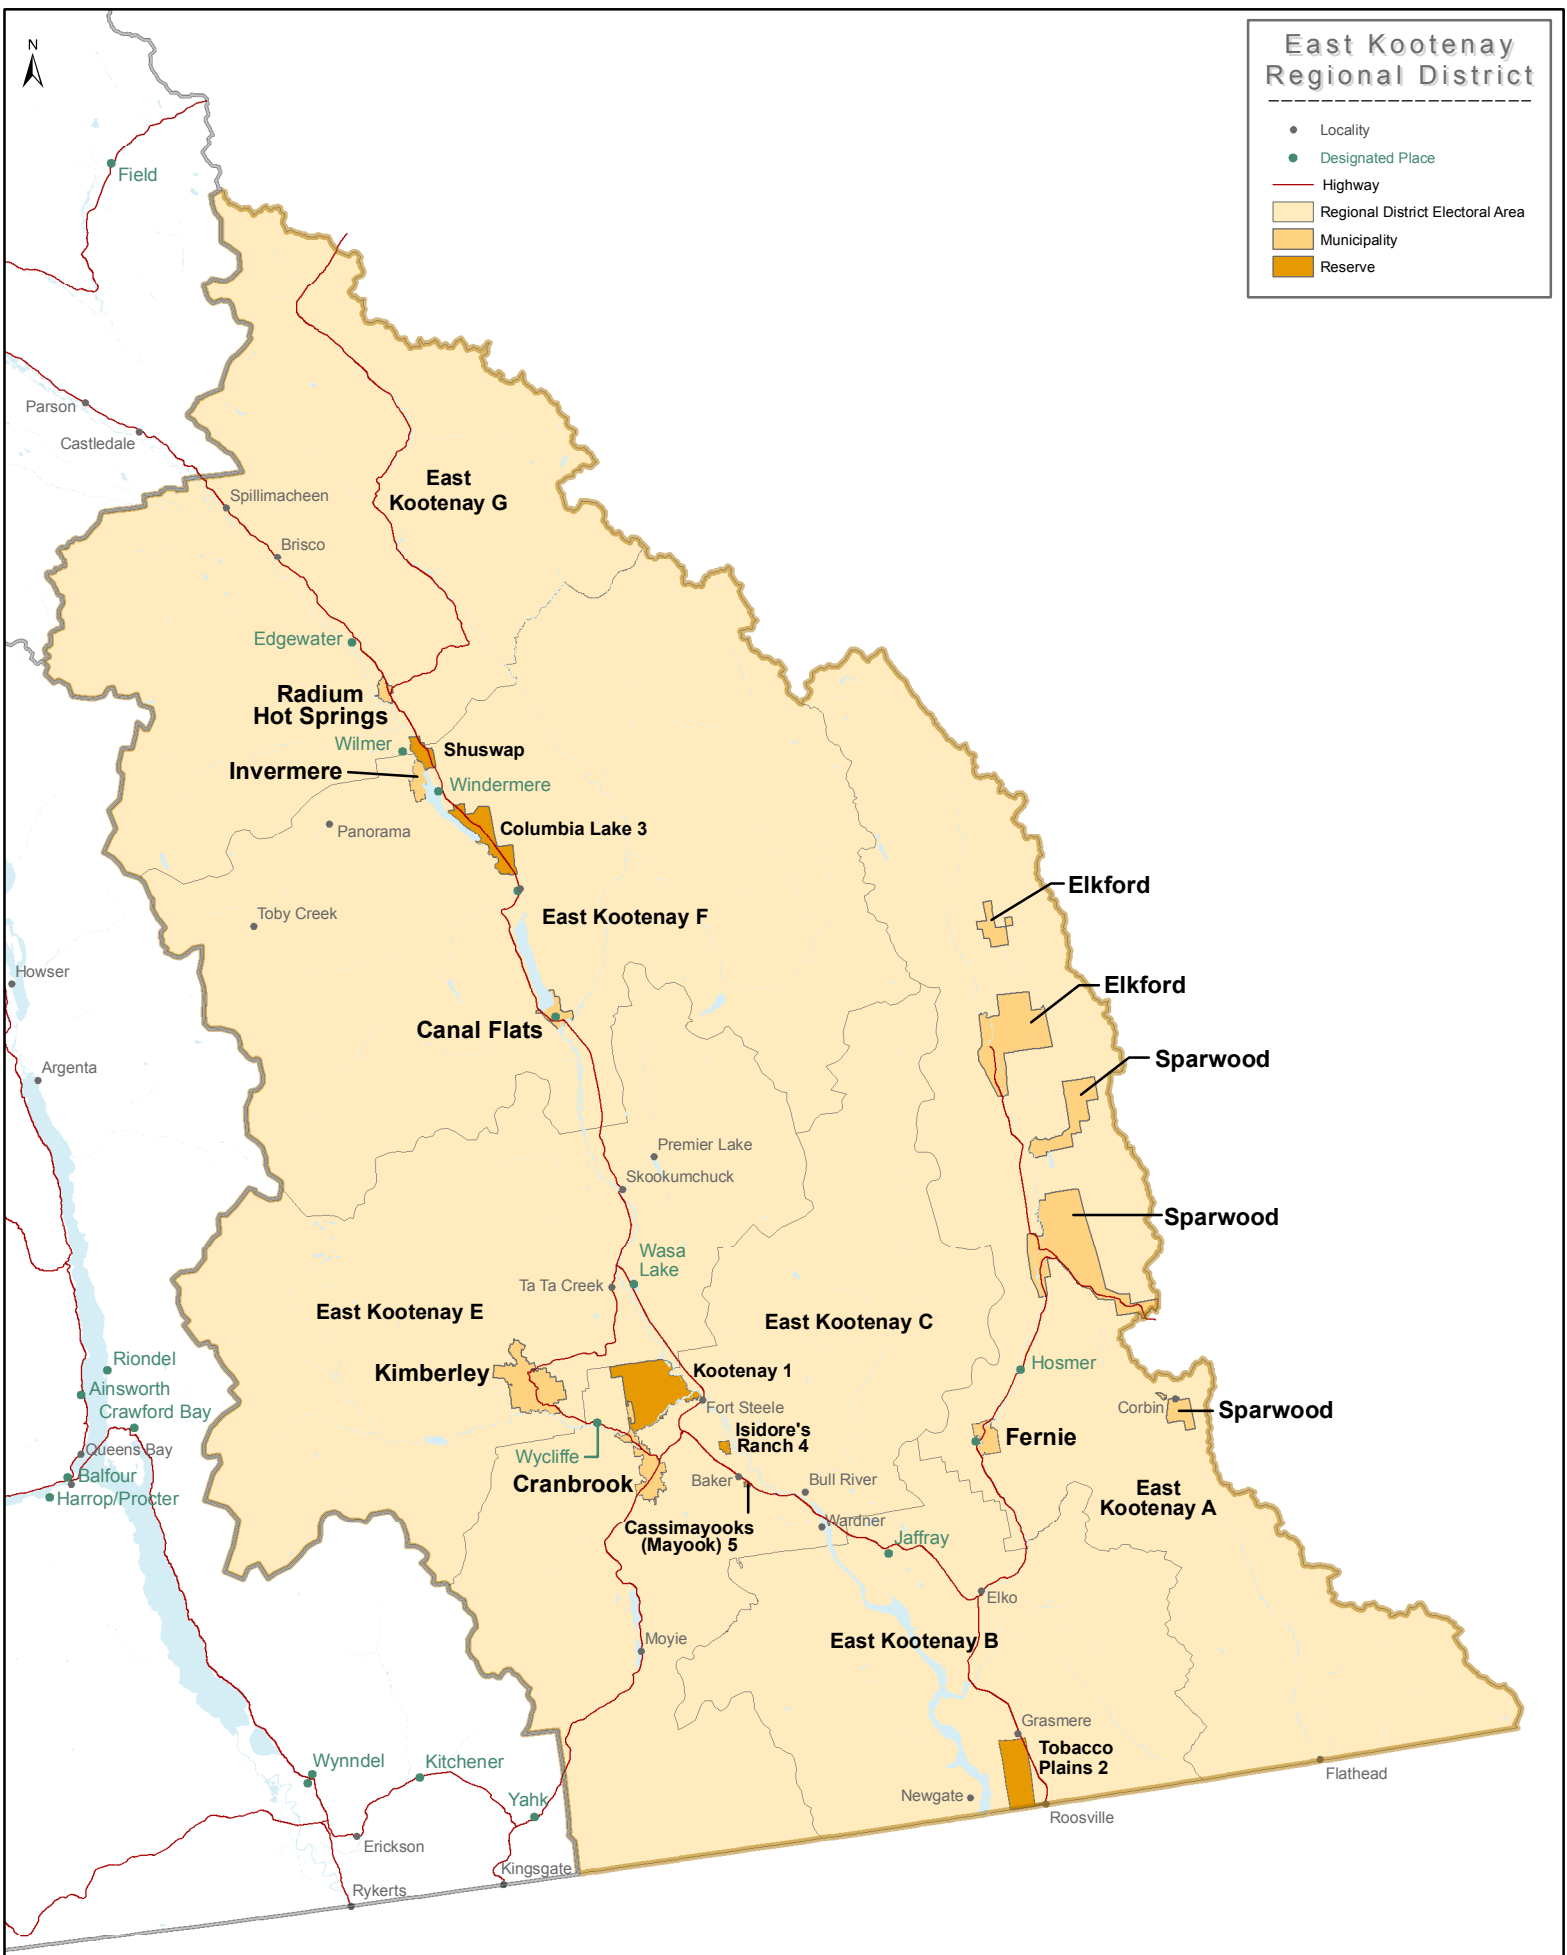 N
East Kootenay
Regional District
Locality
Designated Place
Highway
Regional District Electoral Area
Municipality
Reserve
Field
Parson
Castledale
East
Kootenay G
Spillimacheen
Brisco
Edgewater
Radium
Hot Springs
Wilmer
Shuswap
Invermere
Windermere
Panorama
Columbia Lake 3
Elkford
Toby Creek
East Kootenay F
Howser
Elkford
Canal Flats
Sparwood
Argenta
Premier Lake
Skookumchuck
Sparwood
Wasa
Lake
Ta Ta Creek
East Kootenay E
East Kootenay C
Riondel
Hosmer
Kimberley
Kootenay 1
Ainsworth
Crawford Bay
Fort Steele
Corbin
Sparwood
Isidore's
Ranch 4
Fernie
Queens Bay
Wycliffe
Balfour
Cranbrook
Baker
Bull River
East
Kootenay A
Harrop/Procter
Wardner
Cassimayooks
(Mayook) 5
Jaffray
Elko
Moyie
East Kootenay B
Grasmere
Tobacco
Plains 2
Wynndel
Kitchener
Flathead
Yahk
Newgate
Roosville
Erickson
Kingsgate
Rykerts